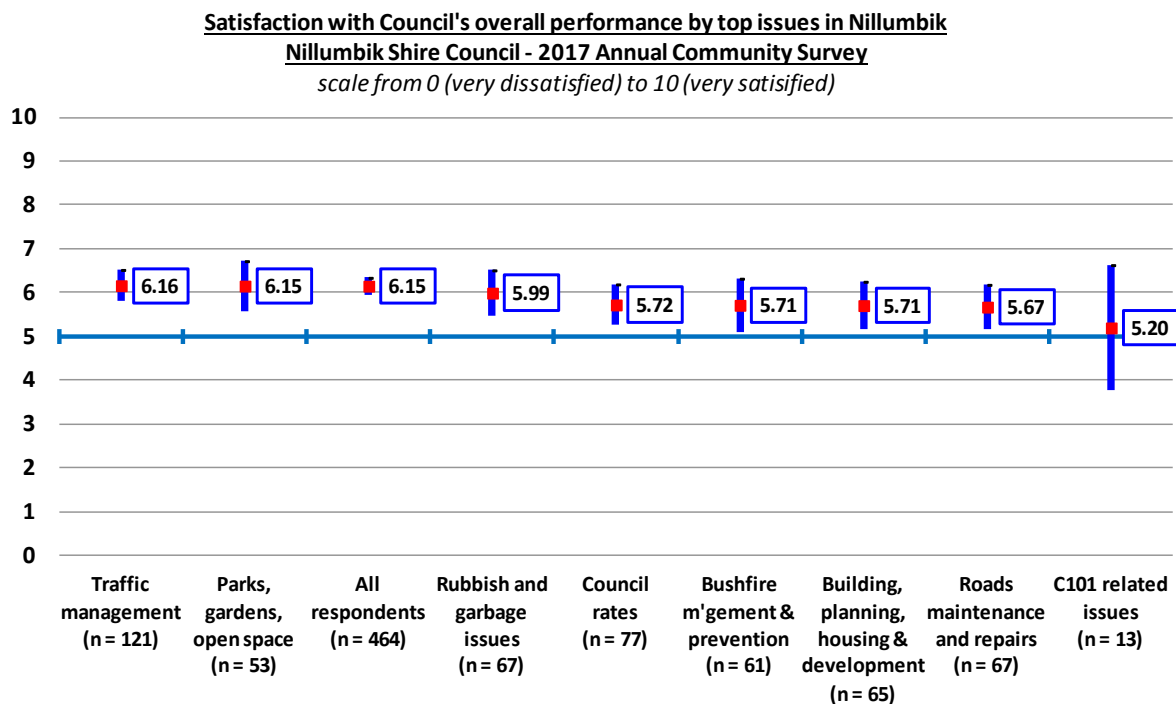 Satisfaction with Council's overall performance by top issues in Nillumbik
Nillumbik Shire Council - 2017 Annual Community Survey
scale from 0 (very dissatisfied) to 10 (very satisified)
10
9
8
7
6
5
4
3
2
1
0
6.16
6.15
6.15
5.99
5.72
5.71
5.71
5.67
5.20
Traffic
management
(n = 121)
Parks,
gardens,
open space
(n = 53)
All
respondents
(n = 464)
Rubbish and
garbage
issues
(n = 67)
Council
rates
(n = 77)
Bushfire
m'gement &
prevention
(n = 61)
Building,
planning,
housing &
development
(n = 65)
Roads
maintenance
and repairs
(n = 67)
C101 related
issues
(n = 13)